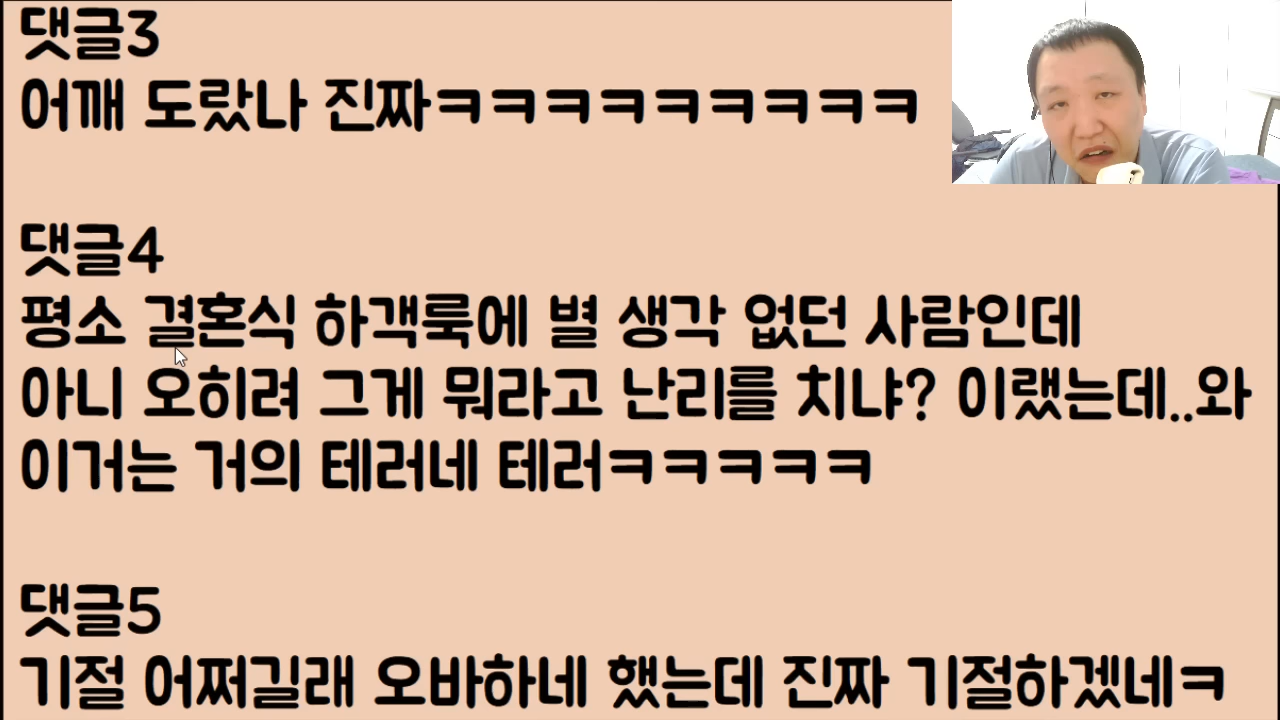 댓글3
어깨 도랐나 진짜ㅋㅋㅋㅋㅋㅋㅋㅋㅋ
댓글4
평소 결혼식 하객룩에 별 생각 없던 사람인데
아니 오히려 그게 뭐라고 난리를 치냐? 이랬는데..와
이거는 거의 테러네 테러ㅋㅋㅋㅋㅋ
댓글5
기절 어쩌길래 오바하네 했는데 진짜 기절하겠네ㅋ